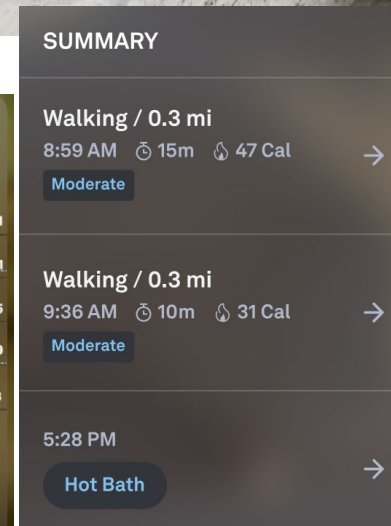 SUMMARY
Walking / 0.3 mi
8:59 AM 15m 47 Cal
Moderate
Walking / 0.3 mi
9:36 AM 10m 31 Cal
Moderate
5:28 PM
Hot Bath